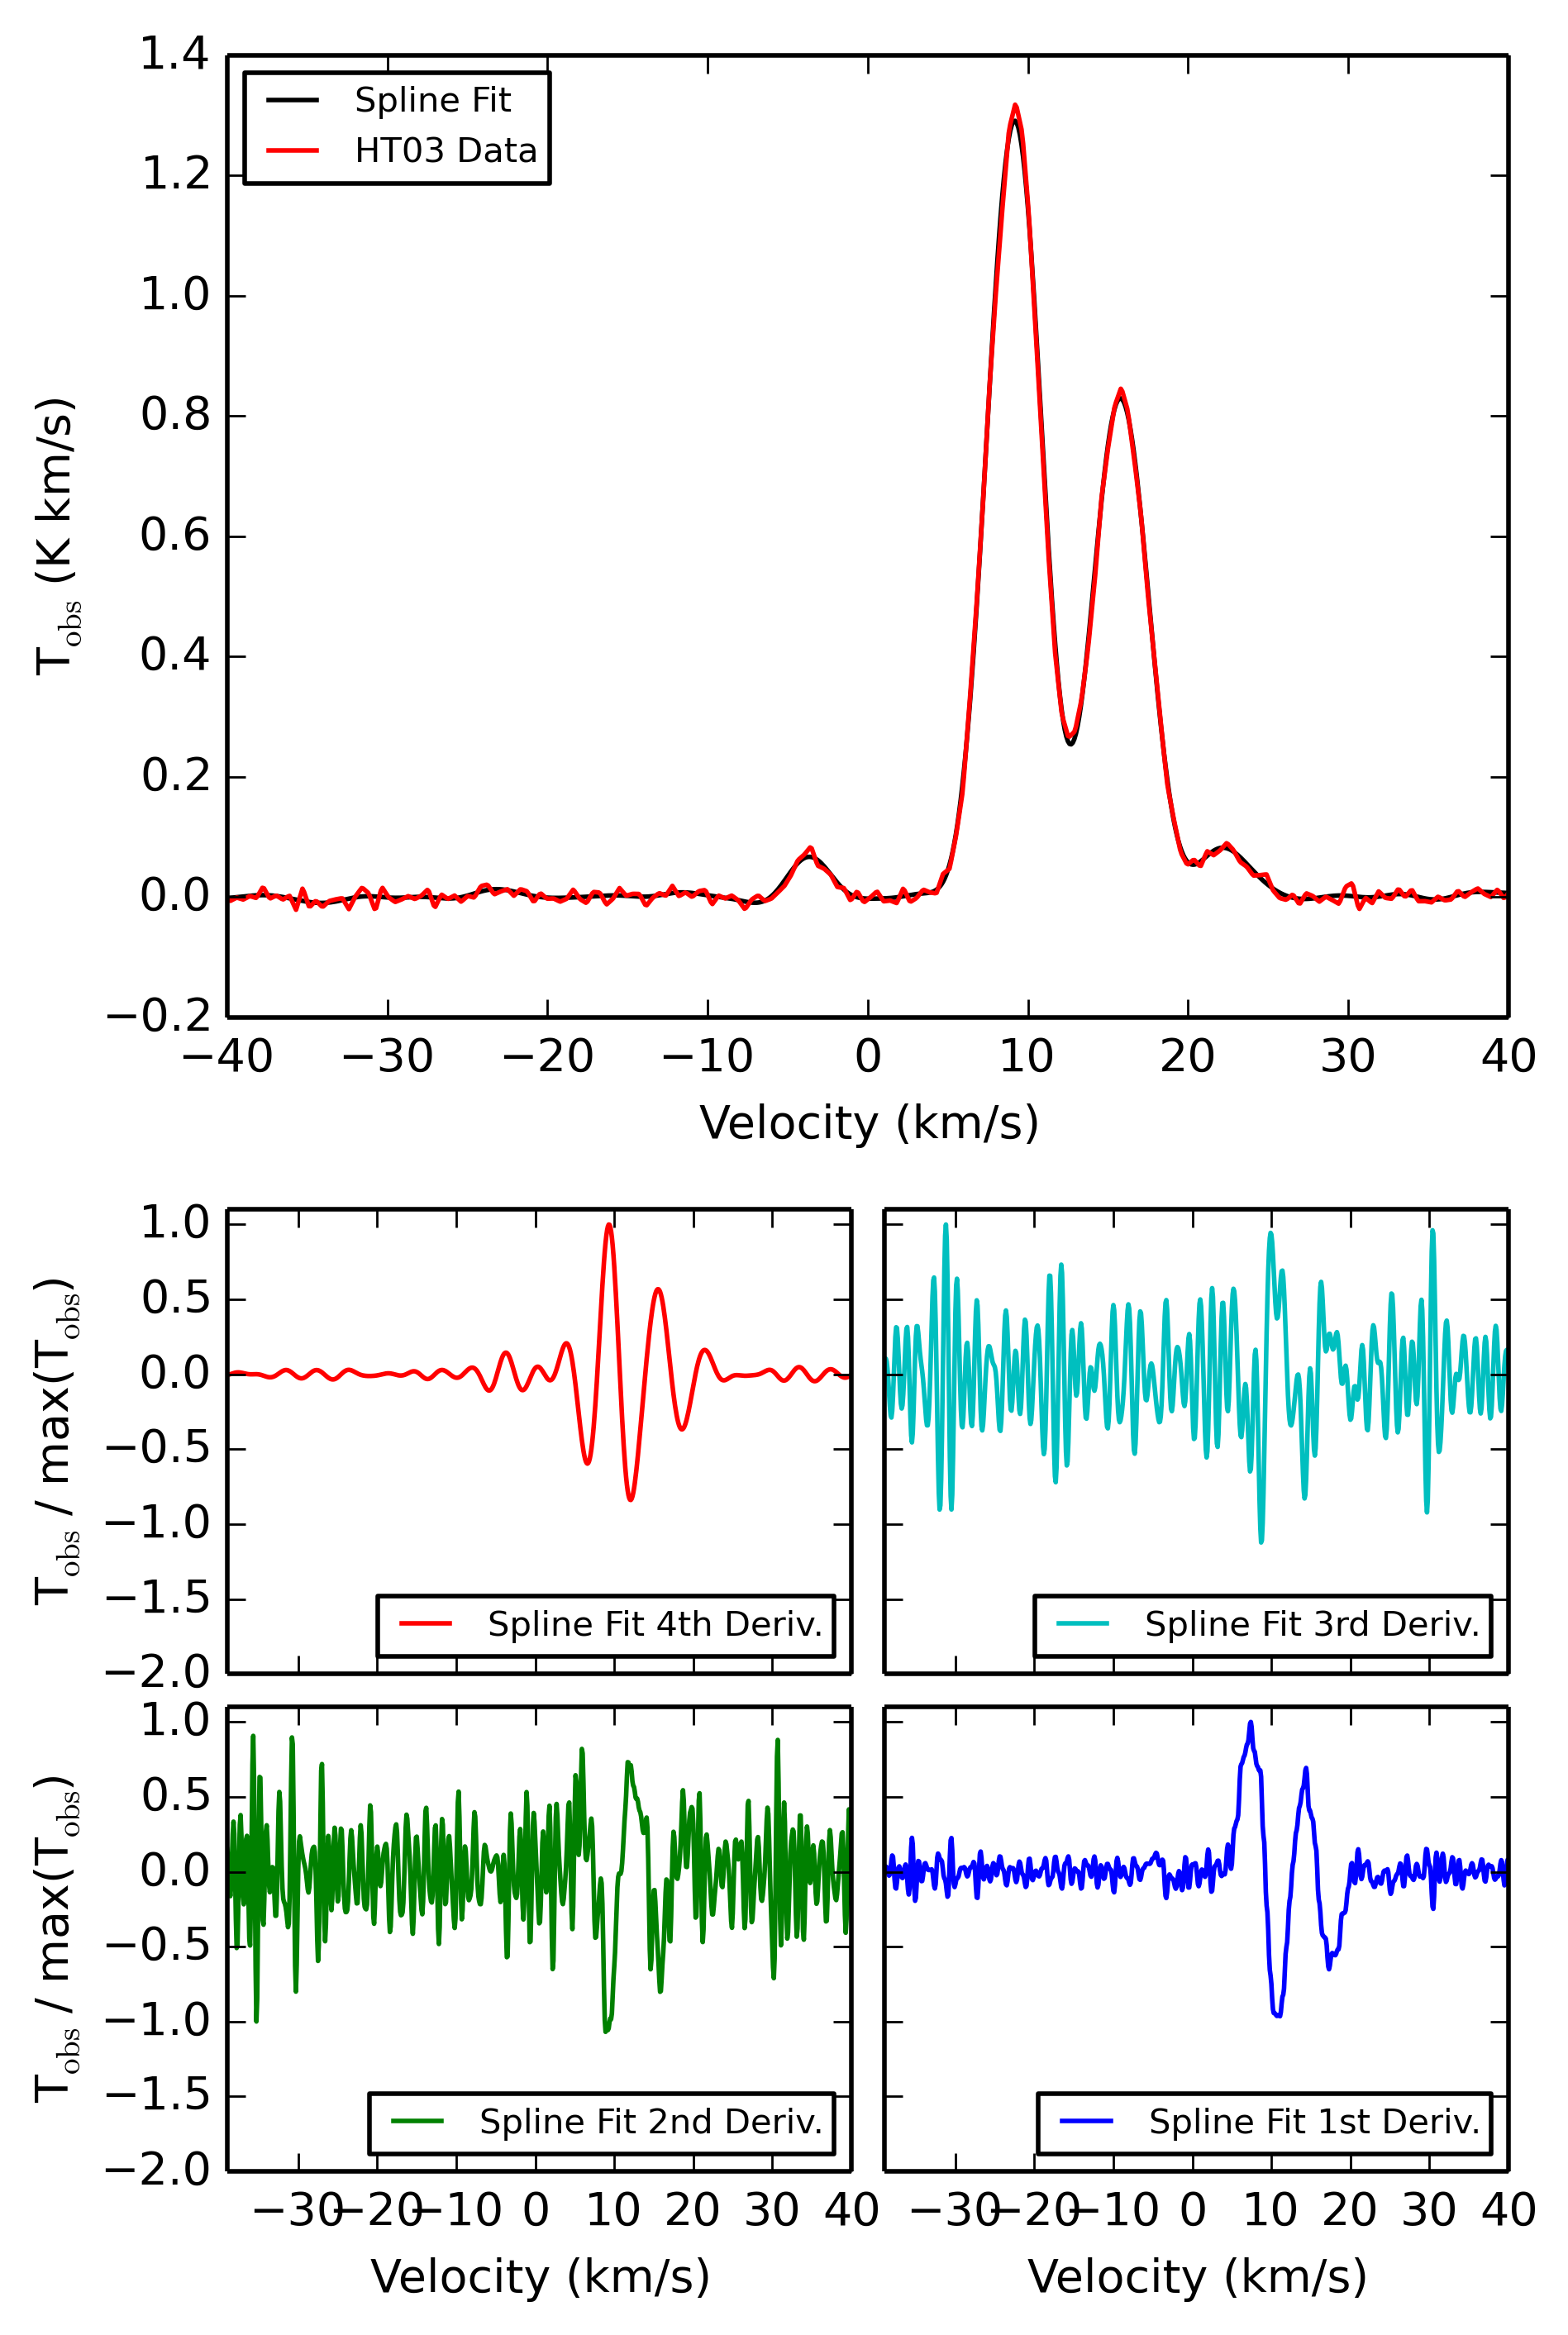 1.4
1.2
1.0
0.8
0.6
0.4
0.2
0.0
−0.2
T_obs (K km/s)
Spline Fit
HT03 Data
−40 −30 −20 −10 0 10 20 30 40
Velocity (km/s)
1.0
0.5
0.0
−0.5
−1.0
−1.5
−2.0
T_obs / max(T_obs)
Spline Fit 4th Deriv.
Spline Fit 3rd Deriv.
1.0
0.5
0.0
−0.5
−1.0
−1.5
−2.0
T_obs / max(T_obs)
Spline Fit 2nd Deriv.
Spline Fit 1st Deriv.
−30 −20 −10 0 10 20 30 40
−30 −20 −10 0 10 20 30 40
Velocity (km/s)
Velocity (km/s)